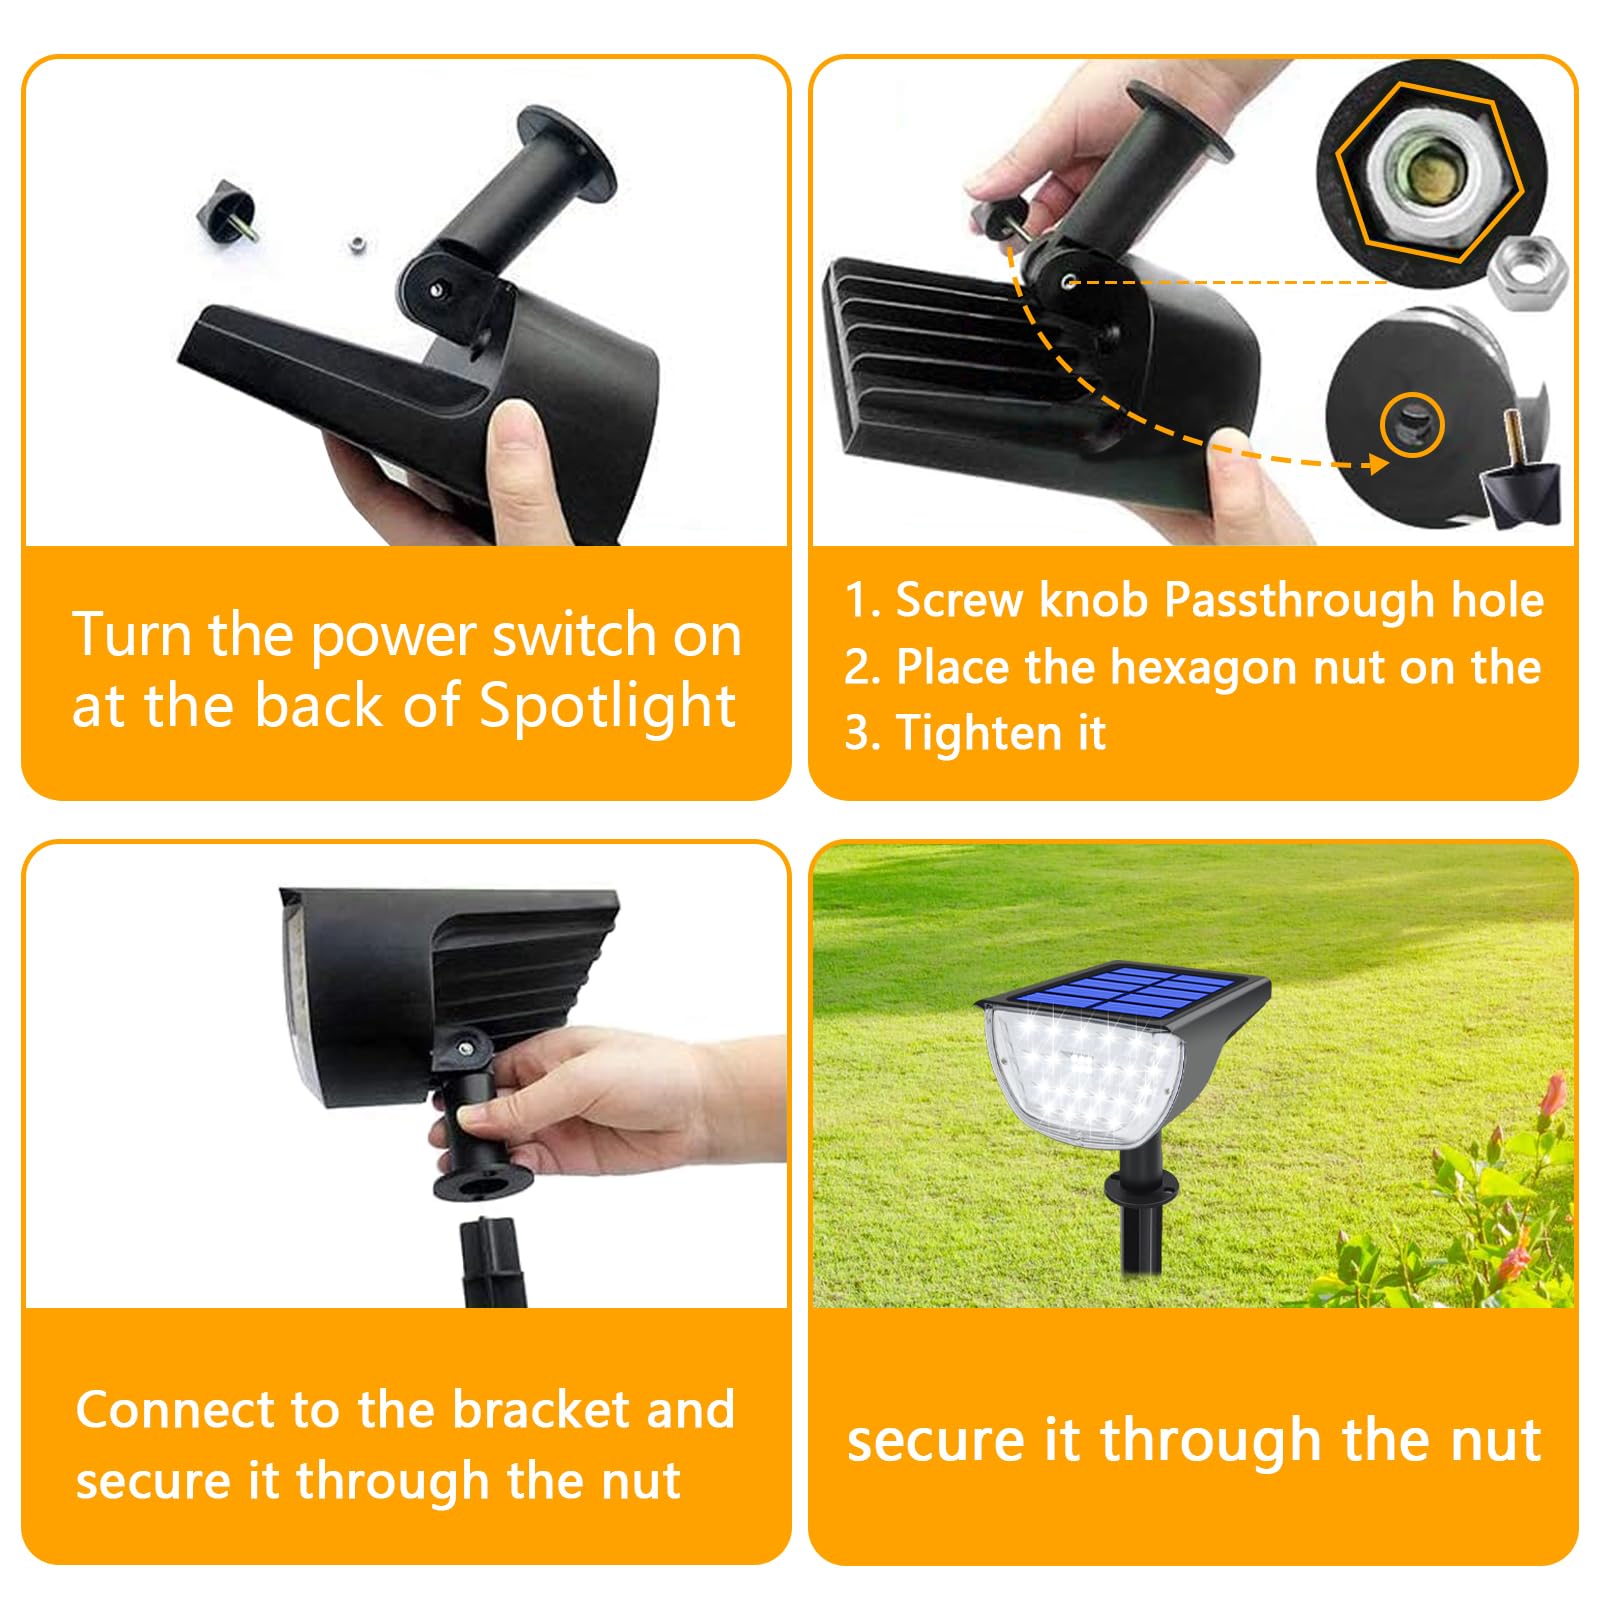 Turn the power switch on
at the back of Spotlight
1. Screw knob Passthrough hole
2. Place the hexagon nut on the
3. Tighten it
Connect to the bracket and
secure it through the nut
secure it through the nut